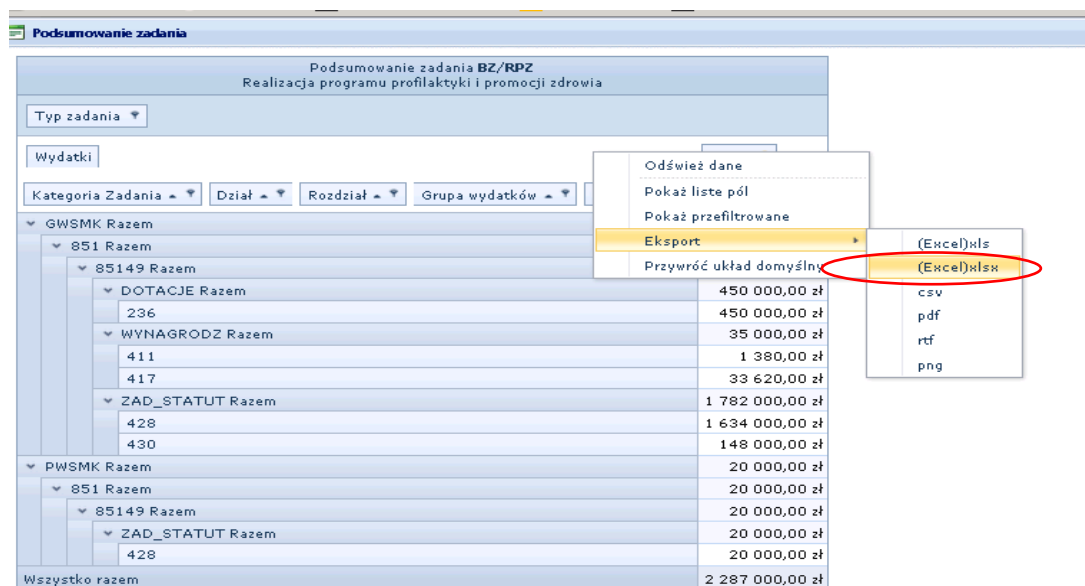 Podsumowanie zadania
Podsumowanie zadania BZ/RPZ
Realizacja programu profilaktyki i promocji zdrowia
Typ zadania
Wydatki
Kategoria Zadania Dział Rozdział Grupa wydatków
Odśwież dane
Pokaż liste pól
Pokaż przefiltrowane
Eksport
Przywróć układ domyślny
(Excel)xls
(Excel)xlsx
csv
pdf
rtf
png
GWSMK Razem
851 Razem
85149 Razem
DOTACJE Razem 450 000,00 zł
236 450 000,00 zł
WYNAGRODZ Razem 35 000,00 zł
411 1 380,00 zł
417 33 620,00 zł
ZAD_STATUT Razem 1 782 000,00 zł
428 1 634 000,00 zł
430 148 000,00 zł
PWSMK Razem 20 000,00 zł
851 Razem 20 000,00 zł
85149 Razem 20 000,00 zł
ZAD_STATUT Razem 20 000,00 zł
428 20 000,00 zł
Wszystko razem 2 287 000,00 zł